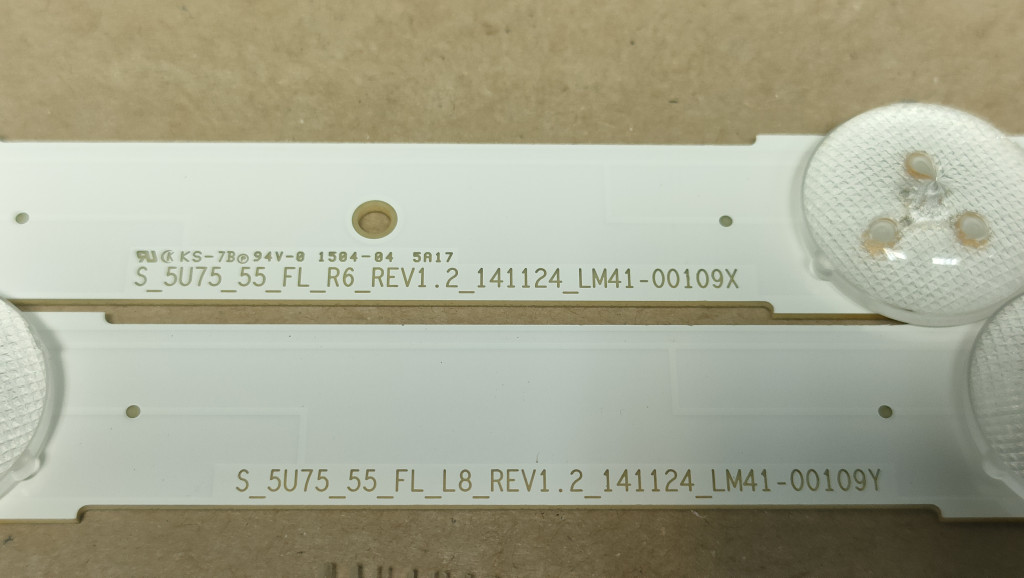 KS-7B® 94V-0 1504-04 5A17
S_5U75_55_FL_R6_REV1.2_141124_LM41-00109X
S_5U75_55_FL_L8_REV1.2_141124_LM41-00109Y